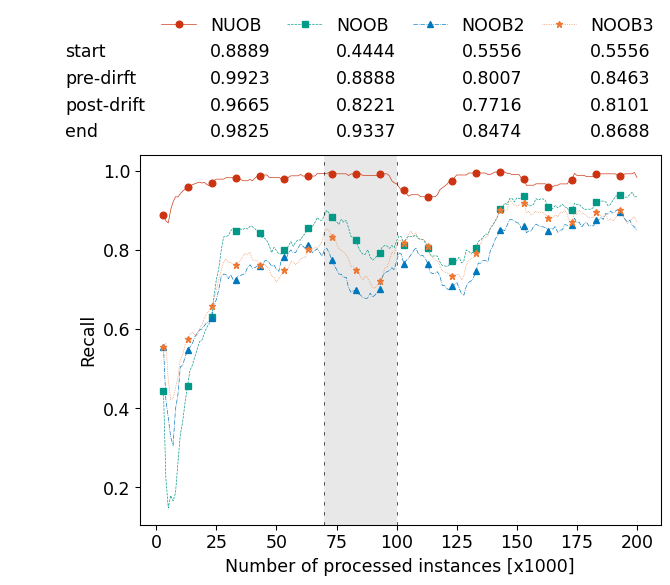 NUOB NOOB NOOB2 NOOB3
start 0.8889 0.4444 0.5556 0.5556
pre-dirft 0.9923 0.8888 0.8007 0.8463
post-drift 0.9665 0.8221 0.7716 0.8101
end 0.9825 0.9337 0.8474 0.8688
1.0
0.8
0.6
0.4
0.2
Recall
0 25 50 75 100 125 150 175 200
Number of processed instances [x1000]